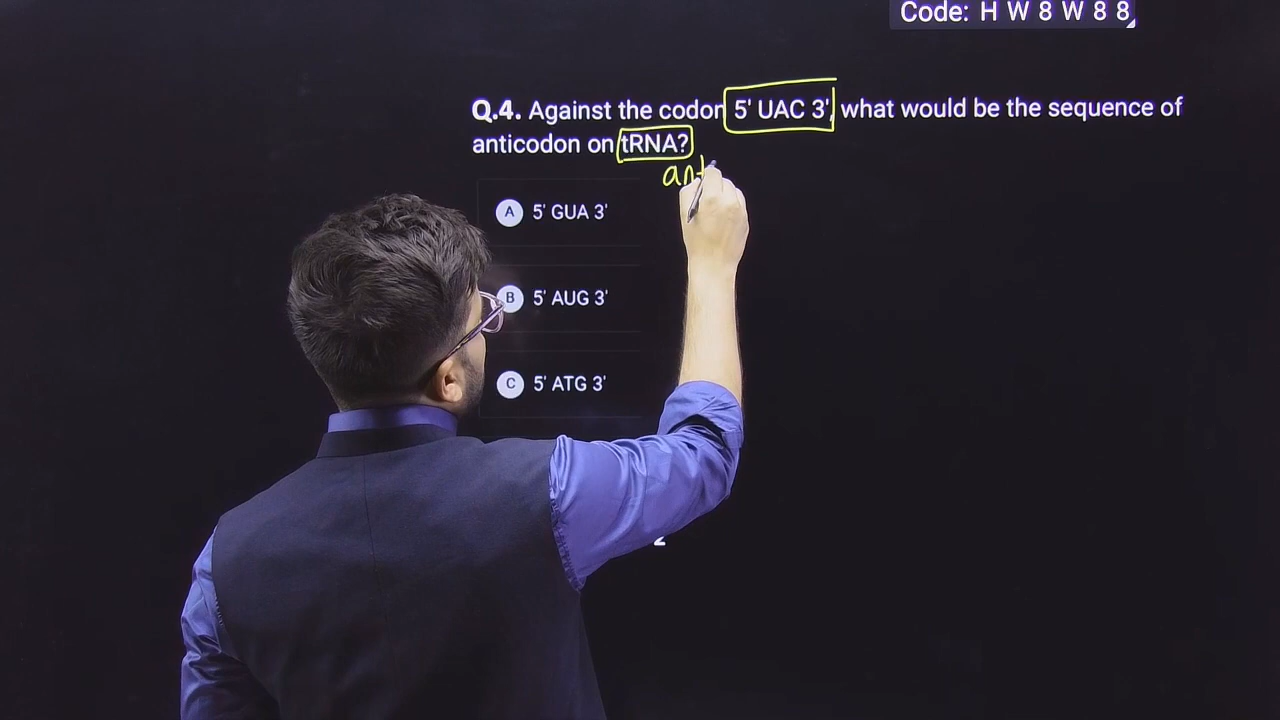 Code: H W 8 W 8 8
Q.4. Against the codon 5' UAC 3', what would be the sequence of
anticodon on tRNA?
ant
A 5' GUA 3'
B 5' AUG 3'
C 5' ATG 3'